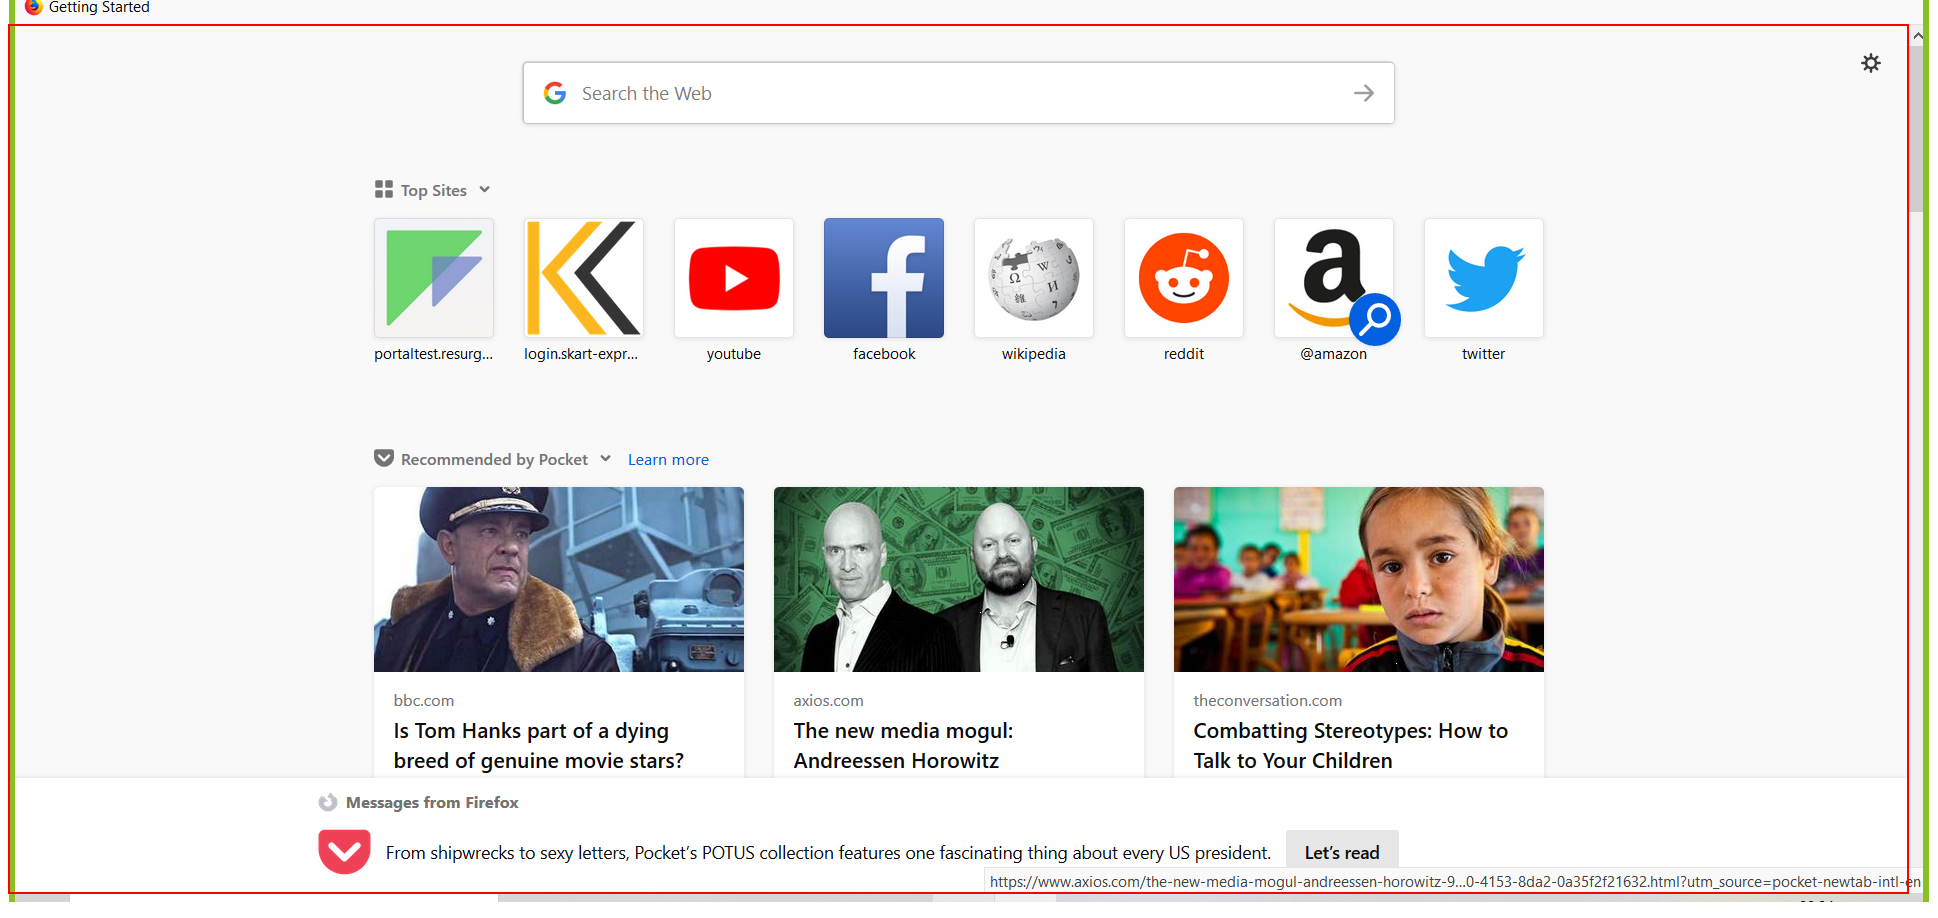 Getting Started
Search the Web
Top Sites
portaltest.resurg...
login.skart-expr...
youtube
facebook
wikipedia
reddit
@amazon
twitter
Recommended by Pocket
Learn more
bbc.com
Is Tom Hanks part of a dying
breed of genuine movie stars?
axios.com
The new media mogul:
Andreessen Horowitz
theconversation.com
Combatting Stereotypes: How to
Talk to Your Children
Messages from Firefox
From shipwrecks to sexy letters, Pocket’s POTUS collection features one fascinating thing about every US president.
Let’s read
https://www.axios.com/the-new-media-mogul-andreessen-horowitz-9...0-4153-8da2-0a35f2f21632.html?utm_source=pocket-newtab-intl-en